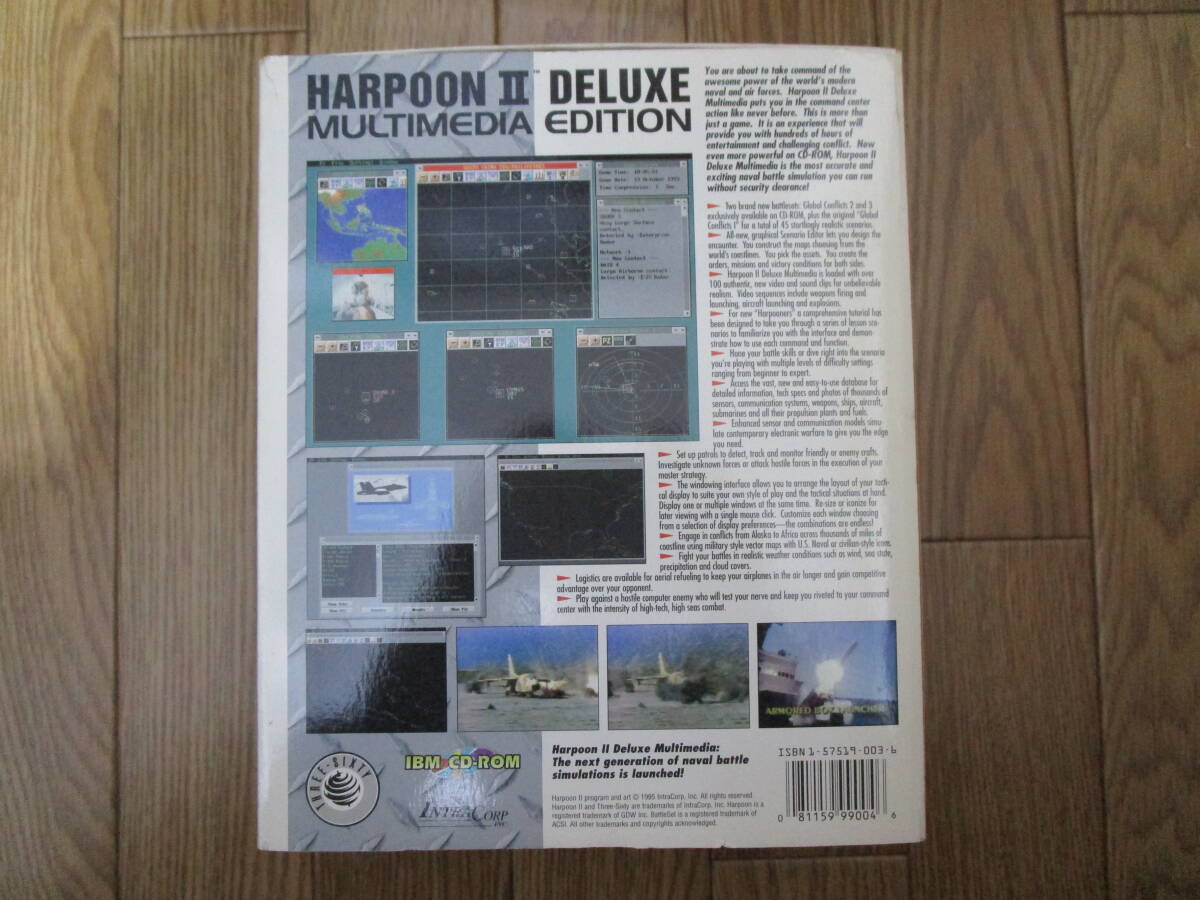 HARPOON II™ DELUXE
MULTIMEDIA EDITION
You are about to take command of the
awesome power of the world's modern
naval and air forces. Harpoon II Deluxe
Multimedia puts you in the command center
action like never before. This is more than
just a game. It is an experience that will
provide you with hundreds of hours of
entertainment and challenging conflict. Now
even more powerful on CD-ROM, Harpoon II
Deluxe Multimedia is the most accurate and
exciting naval battle simulation you can run
without security clearance!
Two brand new battlesets: Global Conflicts 2 and 3
exclusively available on CD-ROM, plus the original "Global
Conflicts I" for a total of 45 startlingly realistic scenarios.
All-new, graphical Scenario Editor lets you design the
encounter. You construct the maps choosing from the
world's coastlines. You pick the assets. You create the
orders, missions and victory conditions for both sides.
Harpoon II Deluxe Multimedia is loaded with over
100 authentic, new video and sound clips for unbelievable
realism. Video sequences include weapons firing and
launching, aircraft launching and explosions.
For new "Harpooners" a comprehensive tutorial has
been designed to take you through a series of lesson sce-
narios to familiarize you with the interface and demon-
strate how to use each command and function.
Hone your battle skills or dive right into the scenario
you're playing with multiple levels of difficulty settings
ranging from beginner to expert.
Access the vast, new and easy-to-use database for
detailed information, tech specs and photos of thousands of
sensors, communication systems, weapons, ships, aircraft,
submarines and all their propulsion plants and fuels.
Enhanced sensor and communication models simu-
late contemporary electronic warfare to give you the edge
you need.
Set up patrols to detect, track and monitor friendly or enemy crafts.
Investigate unknown forces or attack hostile forces in the execution of your
master strategy.
The windowing interface allows you to arrange the layout of your tacti-
cal display to suite your own style of play and the tactical situations at hand.
Display one or multiple windows at the same time. Re-size or iconize for
later viewing with a single mouse click. Customize each window choosing
from a selection of display preferences—the combinations are endless!
Engage in conflicts from Alaska to Africa across thousands of miles of
coastline using military style vector maps with U.S. Naval or civilian-style icons.
Fight your battles in realistic weather conditions such as wind, sea state,
precipitation and cloud covers.
Logistics are available for aerial refueling to keep your airplanes in the air longer and gain competitive
advantage over your opponent.
Play against a hostile computer enemy who will test your nerve and keep you riveted to your command
center with the intensity of high-tech, high seas combat.
ARMORED BOX LAUNCHER
THREE-SIXTY
IBM CD-ROM
INTRACORP
INC
Harpoon II Deluxe Multimedia:
The next generation of naval battle
simulations is launched!
Harpoon II program and art © 1995 IntraCorp, Inc. All rights reserved.
Harpoon II and Three-Sixty are trademarks of IntraCorp, Inc. Harpoon is a
registered trademark of GDW Inc. BattleSet is a registered trademark of
ACSI. All other trademarks and copyrights acknowledged.
ISBN 1-57519-003-6
0 81159 99004 6